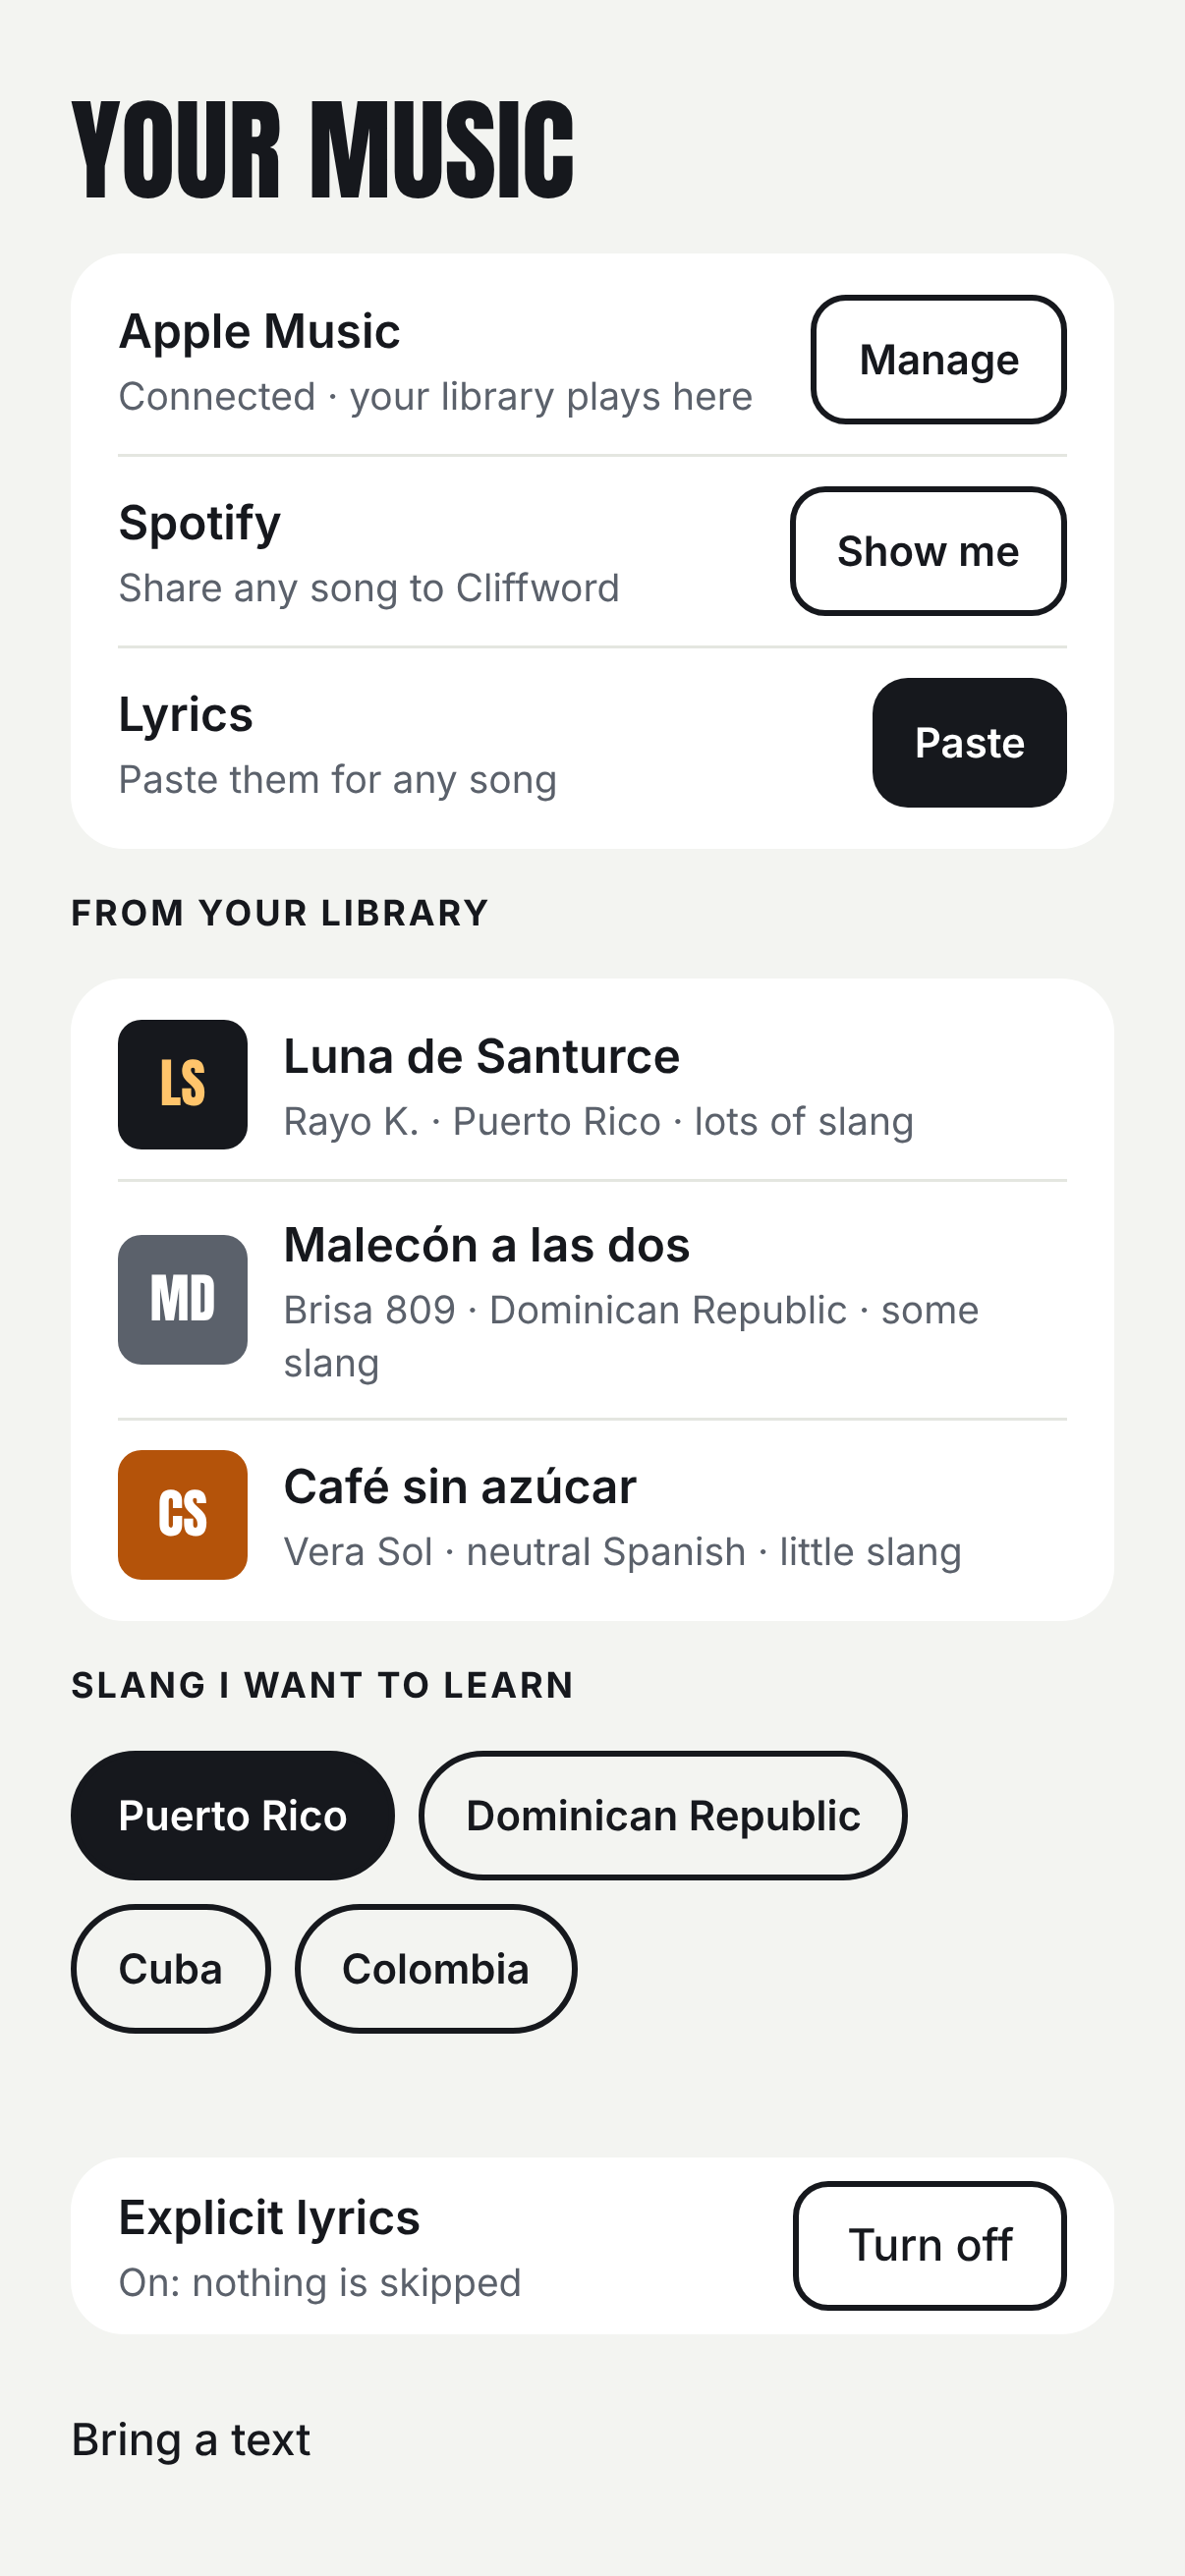 YOUR MUSIC
Apple Music
Connected · your library plays here
Manage
Spotify
Share any song to Cliffword
Show me
Lyrics
Paste them for any song
Paste
FROM YOUR LIBRARY
LS
Luna de Santurce
Rayo K. · Puerto Rico · lots of slang
MD
Malecón a las dos
Brisa 809 · Dominican Republic · some
slang
CS
Café sin azúcar
Vera Sol · neutral Spanish · little slang
SLANG I WANT TO LEARN
Puerto Rico
Dominican Republic
Cuba
Colombia
Explicit lyrics
On: nothing is skipped
Turn off
Bring a text